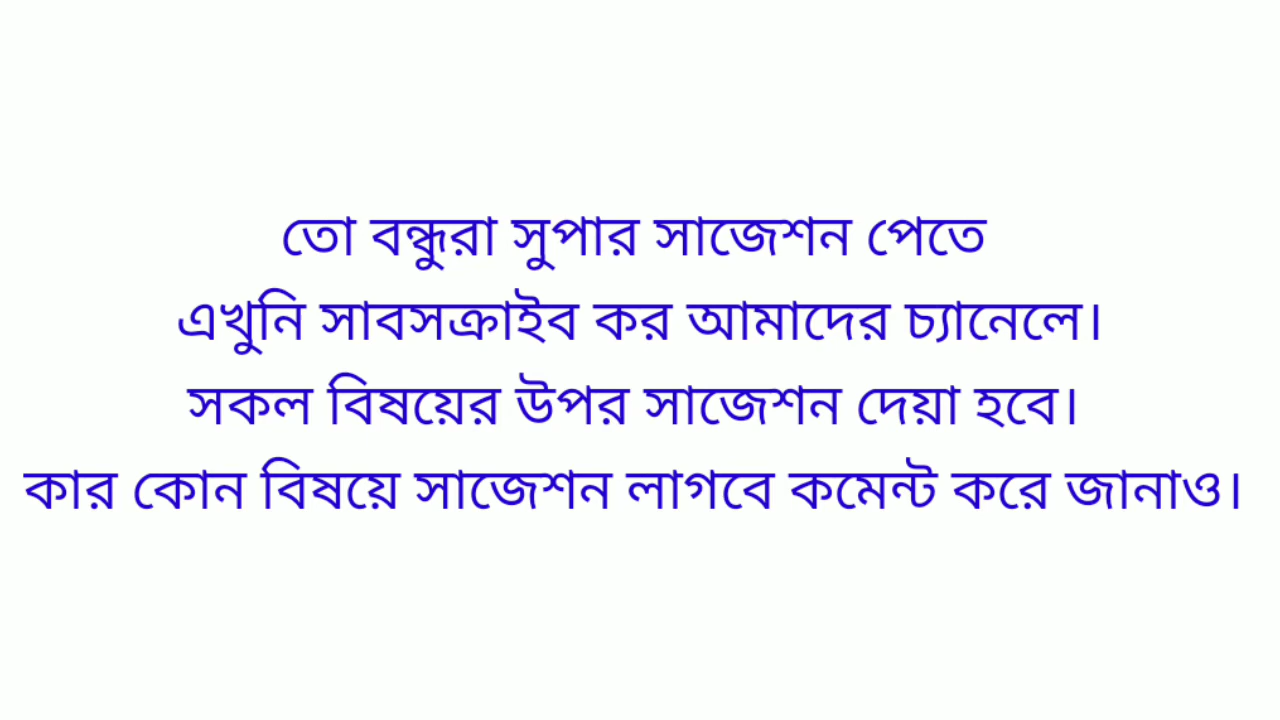 তো বন্ধুরা সুপার সাজেশন পেতে
এখুনি সাবসক্রাইব কর আমাদের চ্যানেলে।
সকল বিষয়ের উপর সাজেশন দেয়া হবে।
কার কোন বিষয়ে সাজেশন লাগবে কমেন্ট করে জানাও।